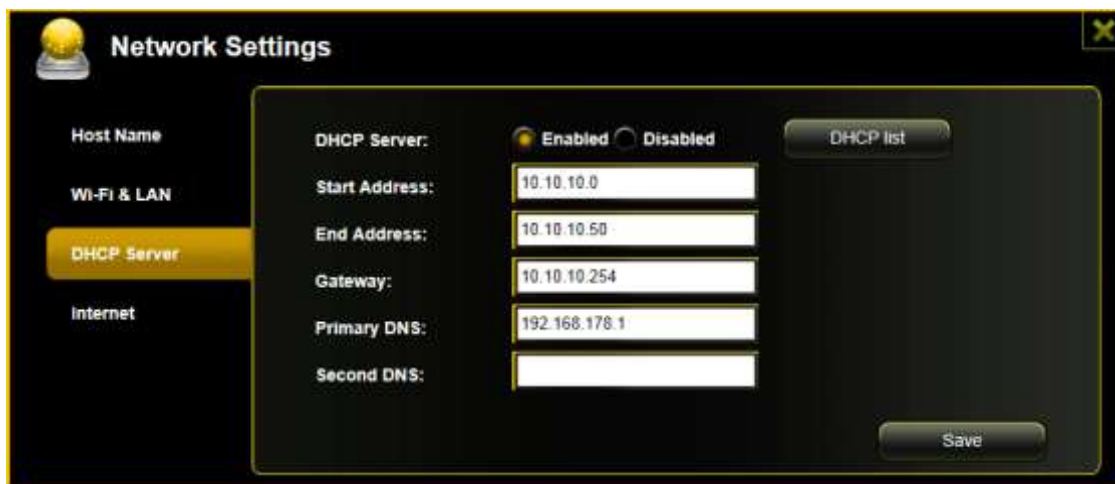 Network Settings
Host Name
Wi-Fi & LAN
DHCP Server
Internet
DHCP Server: Enabled Disabled DHCP list
Start Address: 10.10.10.0
End Address: 10.10.10.50
Gateway: 10.10.10.254
Primary DNS: 192.168.178.1
Second DNS:
Save